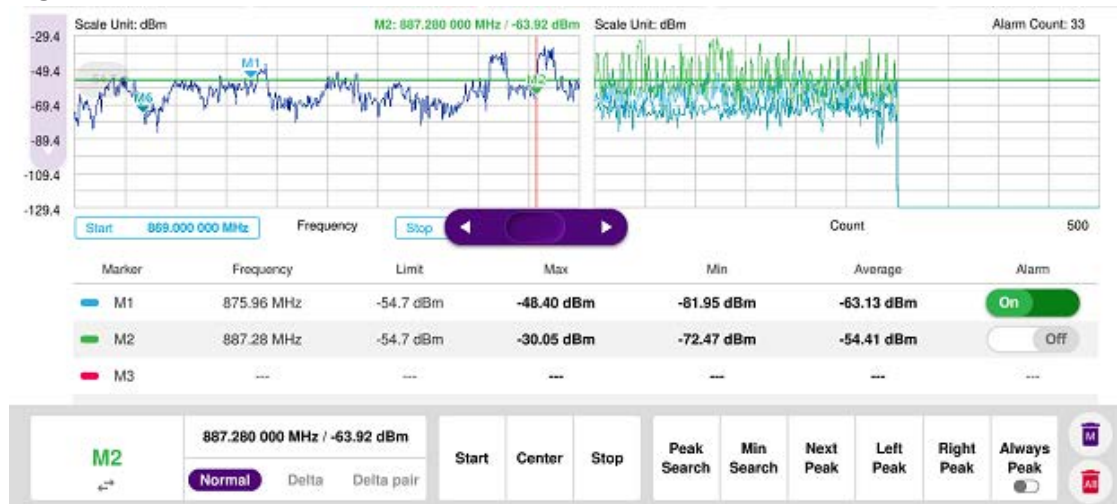 Scale Unit: dBm
M2: 887.280 000 MHz / -63.92 dBm
Scale Unit: dBm
Alarm Count: 33
-29.4
-49.4
-69.4
-89.4
-109.4
-129.4
M1
M2
M6
Start 869.000 000 MHz
Frequency
Stop
Count
500
Marker Frequency Limit Max Min Average Alarm
M1 875.96 MHz -54.7 dBm -48.40 dBm -81.95 dBm -63.13 dBm On
M2 887.28 MHz -54.7 dBm -30.05 dBm -72.47 dBm -54.41 dBm Off
M3 --- --- --- --- --- ---
M2
887.280 000 MHz / -63.92 dBm
Normal Delta Delta pair
Start
Center
Stop
Peak
Search
Min
Search
Next
Peak
Left
Peak
Right
Peak
Always
Peak
M
All